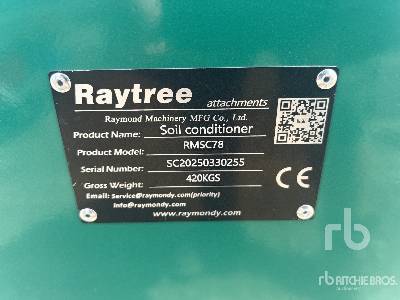 Raytree attachments
Raymond Machinery MFG Co., Ltd.
Product Name: Soil conditioner
Product Model: RMSC78
Serial Number: SC20250330255
Gross Weight: 420KGS
Email: Service@raymondy.com(priority)
info@raymondy.com
www.raymondy.com
CE
rb
rb RITCHIE BROS.